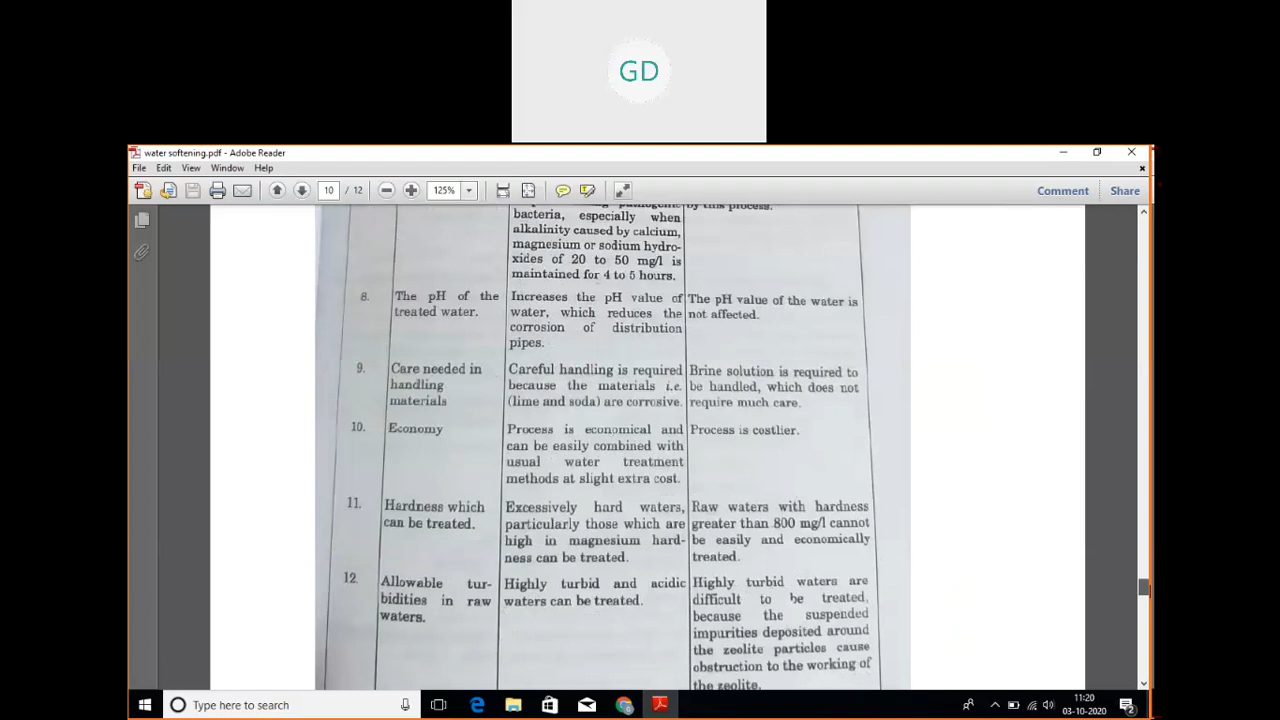 GD
water softening.pdf - Adobe Reader
File Edit View Window Help
10 / 12 125% Comment Share
bacteria, especially when
alkalinity caused by calcium,
magnesium or sodium hydro-
xides of 20 to 50 mg/l is
maintained for 4 to 5 hours.
by this process.
8. The pH of the
treated water.
Increases the pH value of
water, which reduces the
corrosion of distribution
pipes.
The pH value of the water is
not affected.
9. Care needed in
handling
materials
Careful handling is required
because the materials i.e.
(lime and soda) are corrosive.
Brine solution is required to
be handled, which does not
require much care.
10. Economy
Process is economical and
can be easily combined with
usual water treatment
methods at slight extra cost.
Process is costlier.
11. Hardness which
can be treated.
Excessively hard waters,
particularly those which are
high in magnesium hard-
ness can be treated.
Raw waters with hardness
greater than 800 mg/l cannot
be easily and economically
treated.
12. Allowable tur-
bidities in raw
waters.
Highly turbid and acidic
waters can be treated.
Highly turbid waters are
difficult to be treated,
because the suspended
impurities deposited around
the zeolite particles cause
obstruction to the working of
the zeolite.
Type here to search
11:20
03-10-2020
2